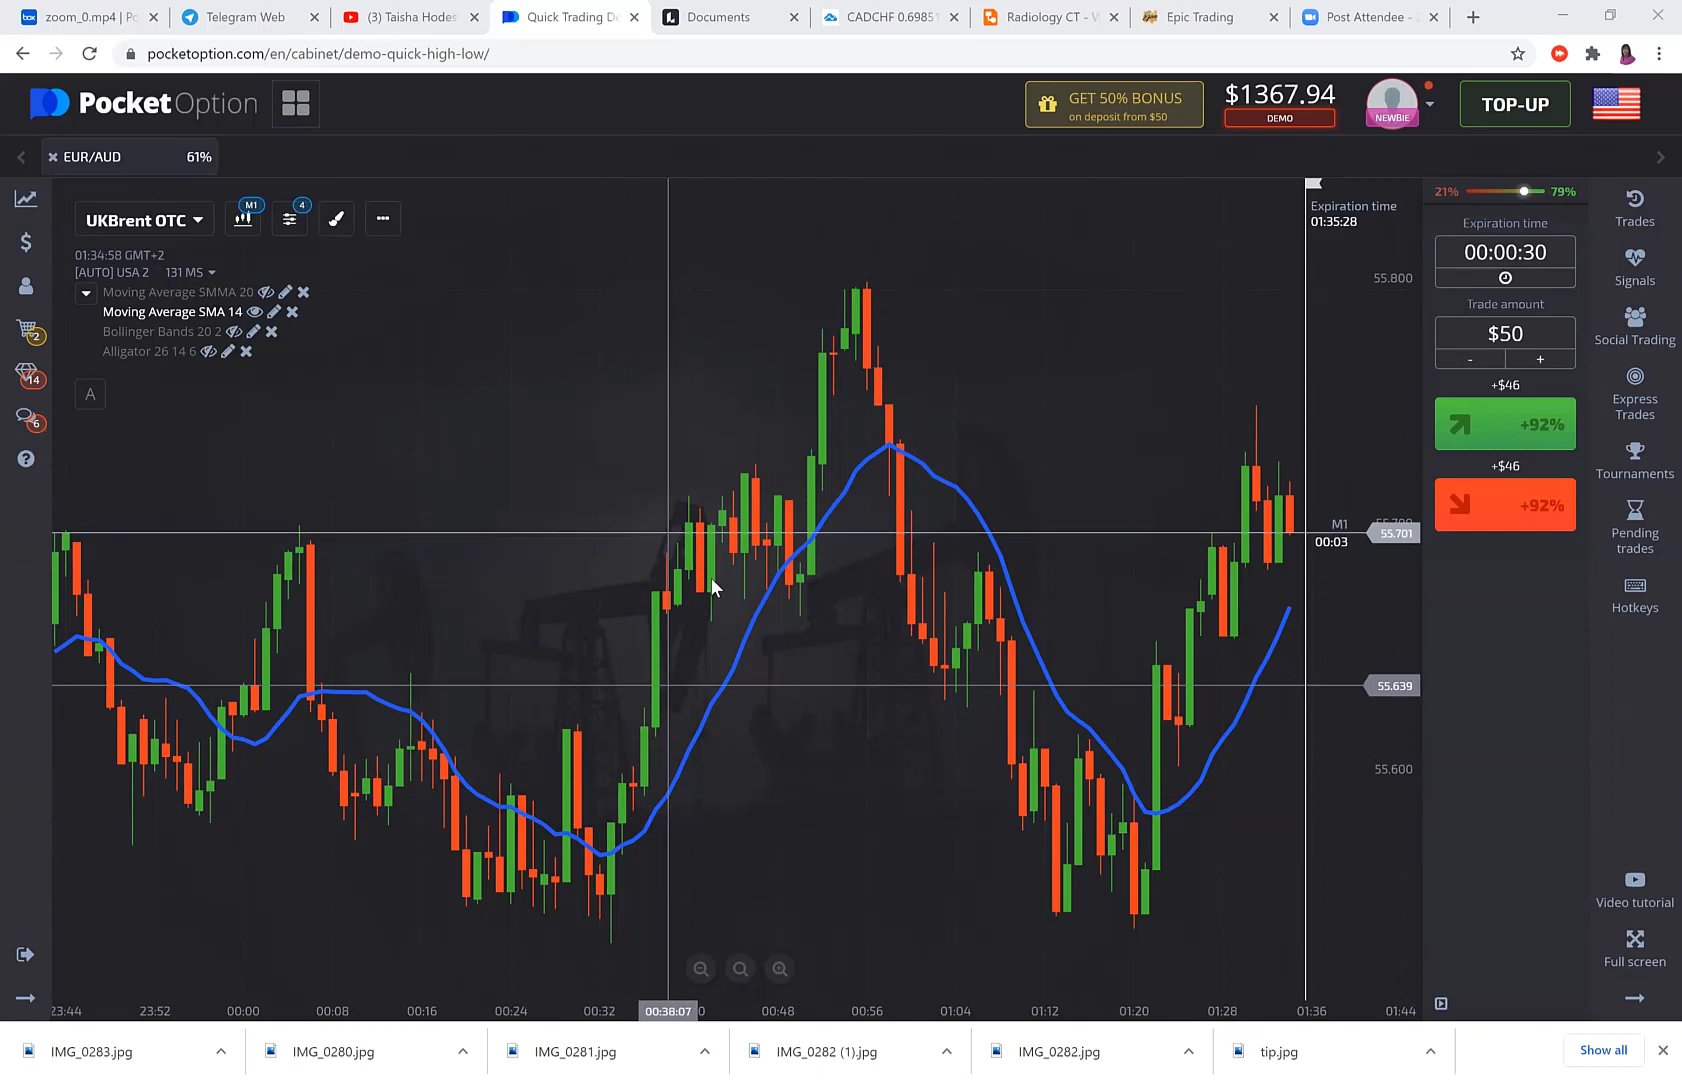 zoom_0.mp4 | Po
Telegram Web
(3) Taisha Hodes
Quick Trading De
Documents
CADCHF 0.69851
Radiology CT - V
Epic Trading
Post Attendee - Z
pocketoption.com/en/cabinet/demo-quick-high-low/
PocketOption
GET 50% BONUS
on deposit from $50
$1367.94
DEMO
NEWBIE
TOP-UP
EUR/AUD 61%
UKBrent OTC
M1
4
01:34:58 GMT+2
[AUTO] USA 2 131 MS
Moving Average SMMA 20
Moving Average SMA 14
Bollinger Bands 20 2
Alligator 26 14 6
A
2
14
6
Expiration time
01:35:28
55.800
M1
00:03
55.701
55.639
55.600
21% 79%
Expiration time
00:00:30
Trade amount
$50
- +
+$46
+92%
+$46
+92%
Trades
Signals
Social Trading
Express
Trades
Tournaments
Pending
trades
Hotkeys
Video tutorial
Full screen
23:44 23:52 00:00 00:08 00:16 00:24 00:32 00:38:07 0 00:48 00:56 01:04 01:12 01:20 01:28 01:36 01:44
IMG_0283.jpg
IMG_0280.jpg
IMG_0281.jpg
IMG_0282 (1).jpg
IMG_0282.jpg
tip.jpg
Show all